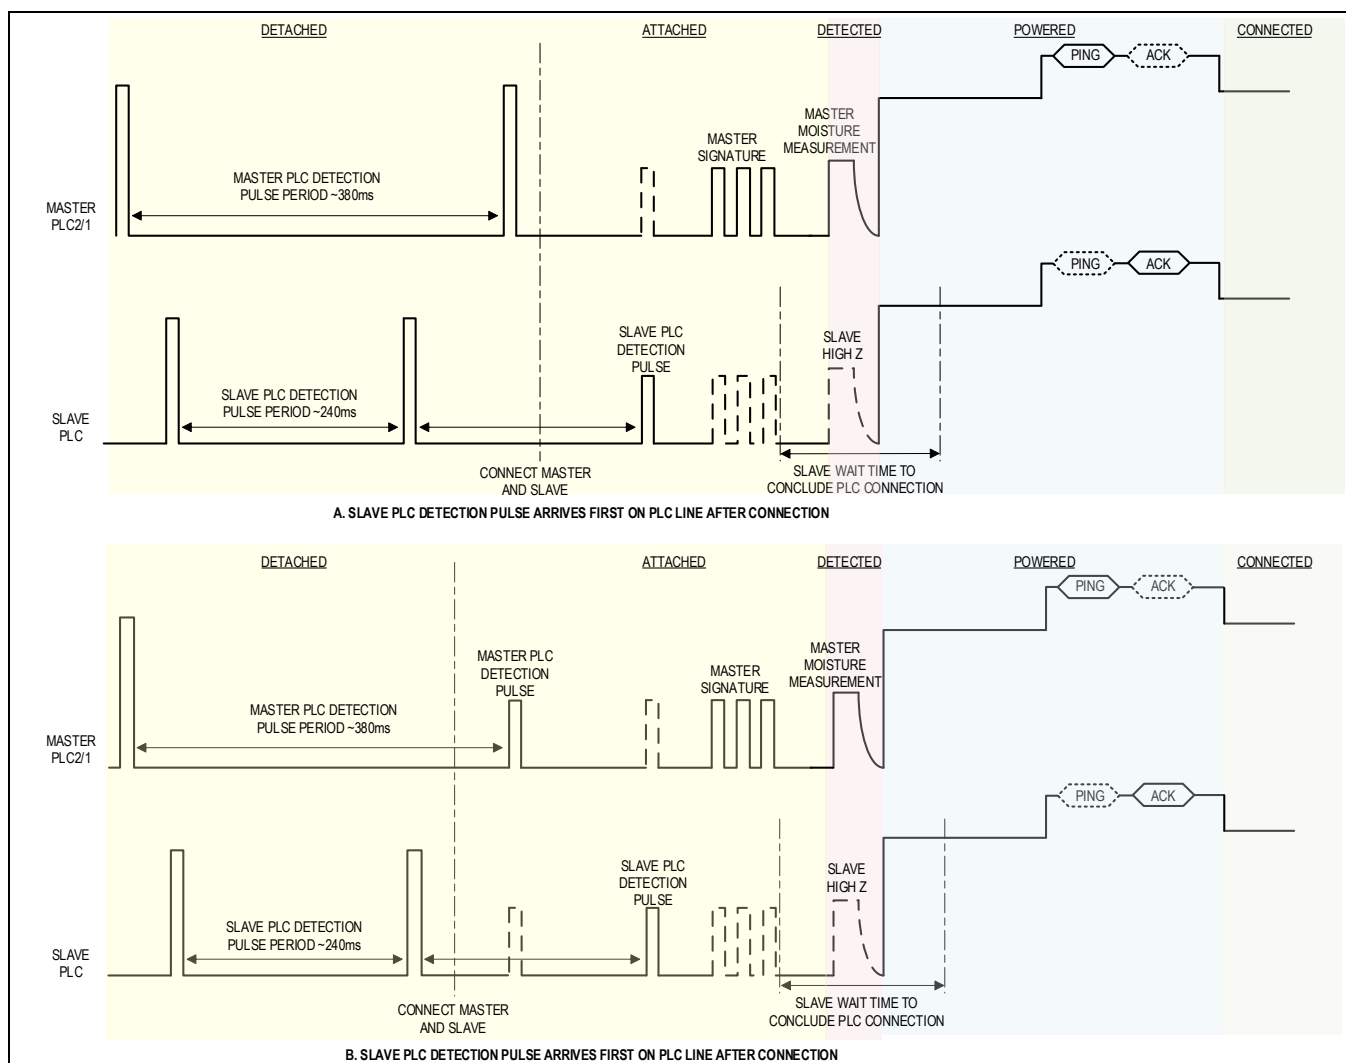 DETACHED
ATTACHED
DETECTED
POWERED
CONNECTED
PING
ACK
MASTER
MOISTURE
MEASUREMENT
MASTER
SIGNATURE
MASTER PLC DETECTION
PULSE PERIOD ~380ms
MASTER
PLC2/1
PING
ACK
SLAVE PLC
DETECTION
PULSE
SLAVE
HIGH Z
SLAVE PLC DETECTION
PULSE PERIOD ~240ms
SLAVE
PLC
CONNECT MASTER
AND SLAVE
SLAVE WAIT TIME TO
CONCLUDE PLC CONNECTION
A. SLAVE PLC DETECTION PULSE ARRIVES FIRST ON PLC LINE AFTER CONNECTION
DETACHED
ATTACHED
DETECTED
POWERED
CONNECTED
PING
ACK
MASTER PLC
DETECTION
PULSE
MASTER
SIGNATURE
MASTER
MOISTURE
MEASUREMENT
MASTER PLC DETECTION
PULSE PERIOD ~380ms
MASTER
PLC2/1
PING
ACK
SLAVE PLC
DETECTION
PULSE
SLAVE
HIGH Z
SLAVE PLC DETECTION
PULSE PERIOD ~240ms
SLAVE
PLC
CONNECT MASTER
AND SLAVE
SLAVE WAIT TIME TO
CONCLUDE PLC CONNECTION
B. SLAVE PLC DETECTION PULSE ARRIVES FIRST ON PLC LINE AFTER CONNECTION